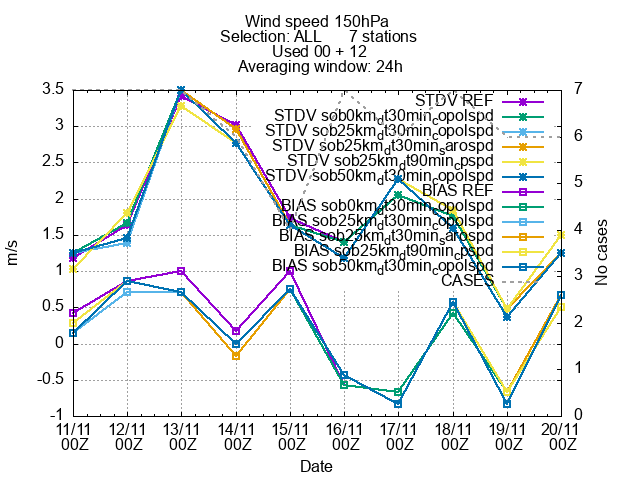 Wind speed 150hPa
Selection: ALL 7 stations
Used 00 + 12
Averaging window: 24h
3.5
3
2.5
2
1.5
1
0.5
0
-0.5
-1
m/s
7
6
5
4
3
2
1
0
No cases
STDV REF
STDV sob0km_dt30min_copolspd
STDV sob25km_dt30min_copolspd
STDV sob25km_dt30min_sarospd
STDV sob25km_dt90min_cpspd
STDV sob50km_dt30min_copolspd
BIAS REF
BIAS sob0km_dt30min_copolspd
BIAS sob25km_dt30min_copolspd
BIAS sob25km_dt30min_sarospd
BIAS sob25km_dt90min_cpspd
BIAS sob50km_dt30min_copolspd
CASES
11/11 12/11 13/11 14/11 15/11 16/11 17/11 18/11 19/11 20/11
00Z 00Z 00Z 00Z 00Z 00Z 00Z 00Z 00Z 00Z
Date